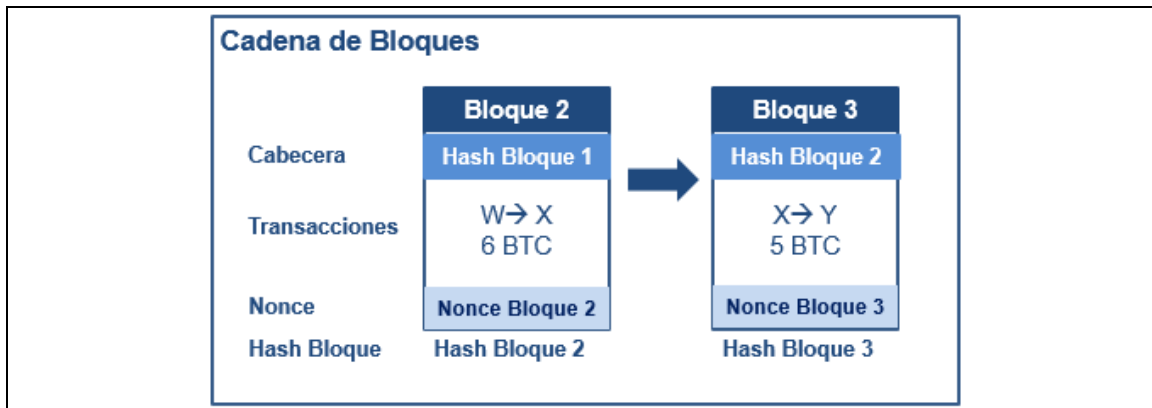 Cadena de Bloques
Bloque 2 Bloque 3
Cabecera Hash Bloque 1 Hash Bloque 2
Transacciones W→ X X→ Y
6 BTC 5 BTC
Nonce Nonce Bloque 2 Nonce Bloque 3
Hash Bloque Hash Bloque 2 Hash Bloque 3